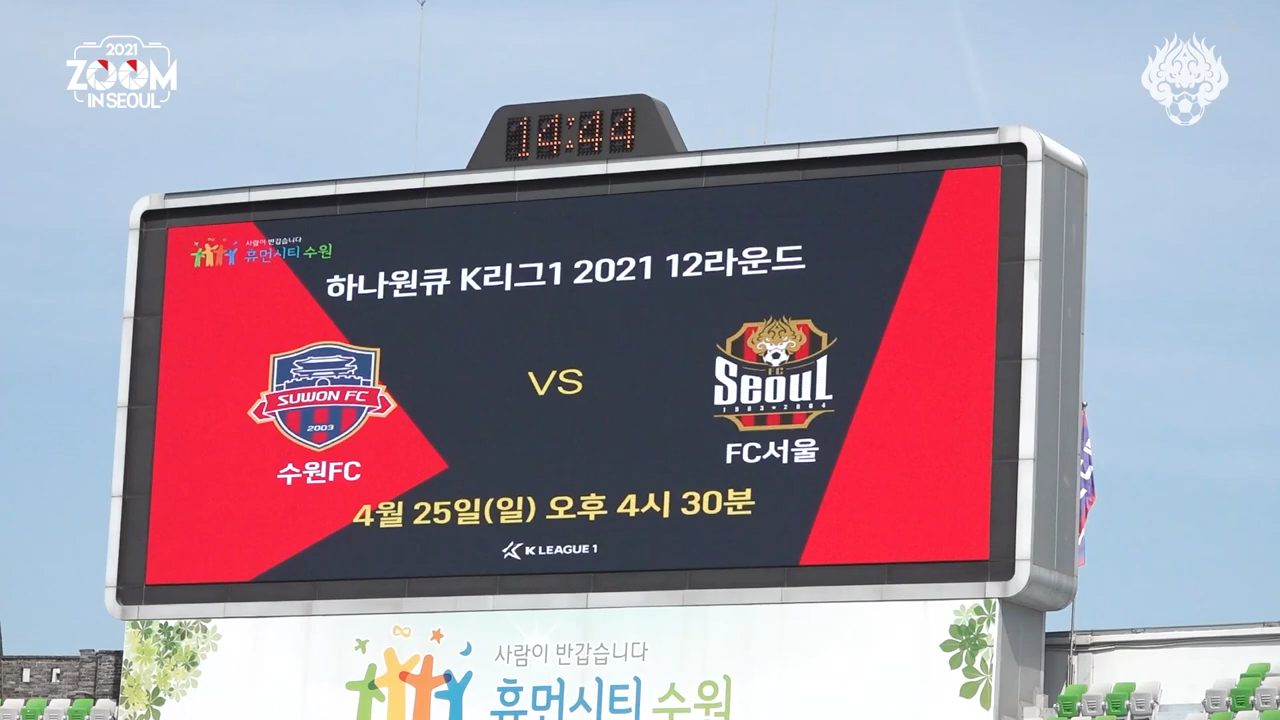 2021
ZOOM
IN SEOUL
14:44
사람이 반갑습니다
휴먼시티 수원
하나원큐 K리그1 2021 12라운드
SUWON FC
2003
VS
FC
Seoul
1983★2004
수원FC
FC서울
4월 25일(일) 오후 4시 30분
K LEAGUE 1
사람이 반갑습니다
휴먼시티 수원